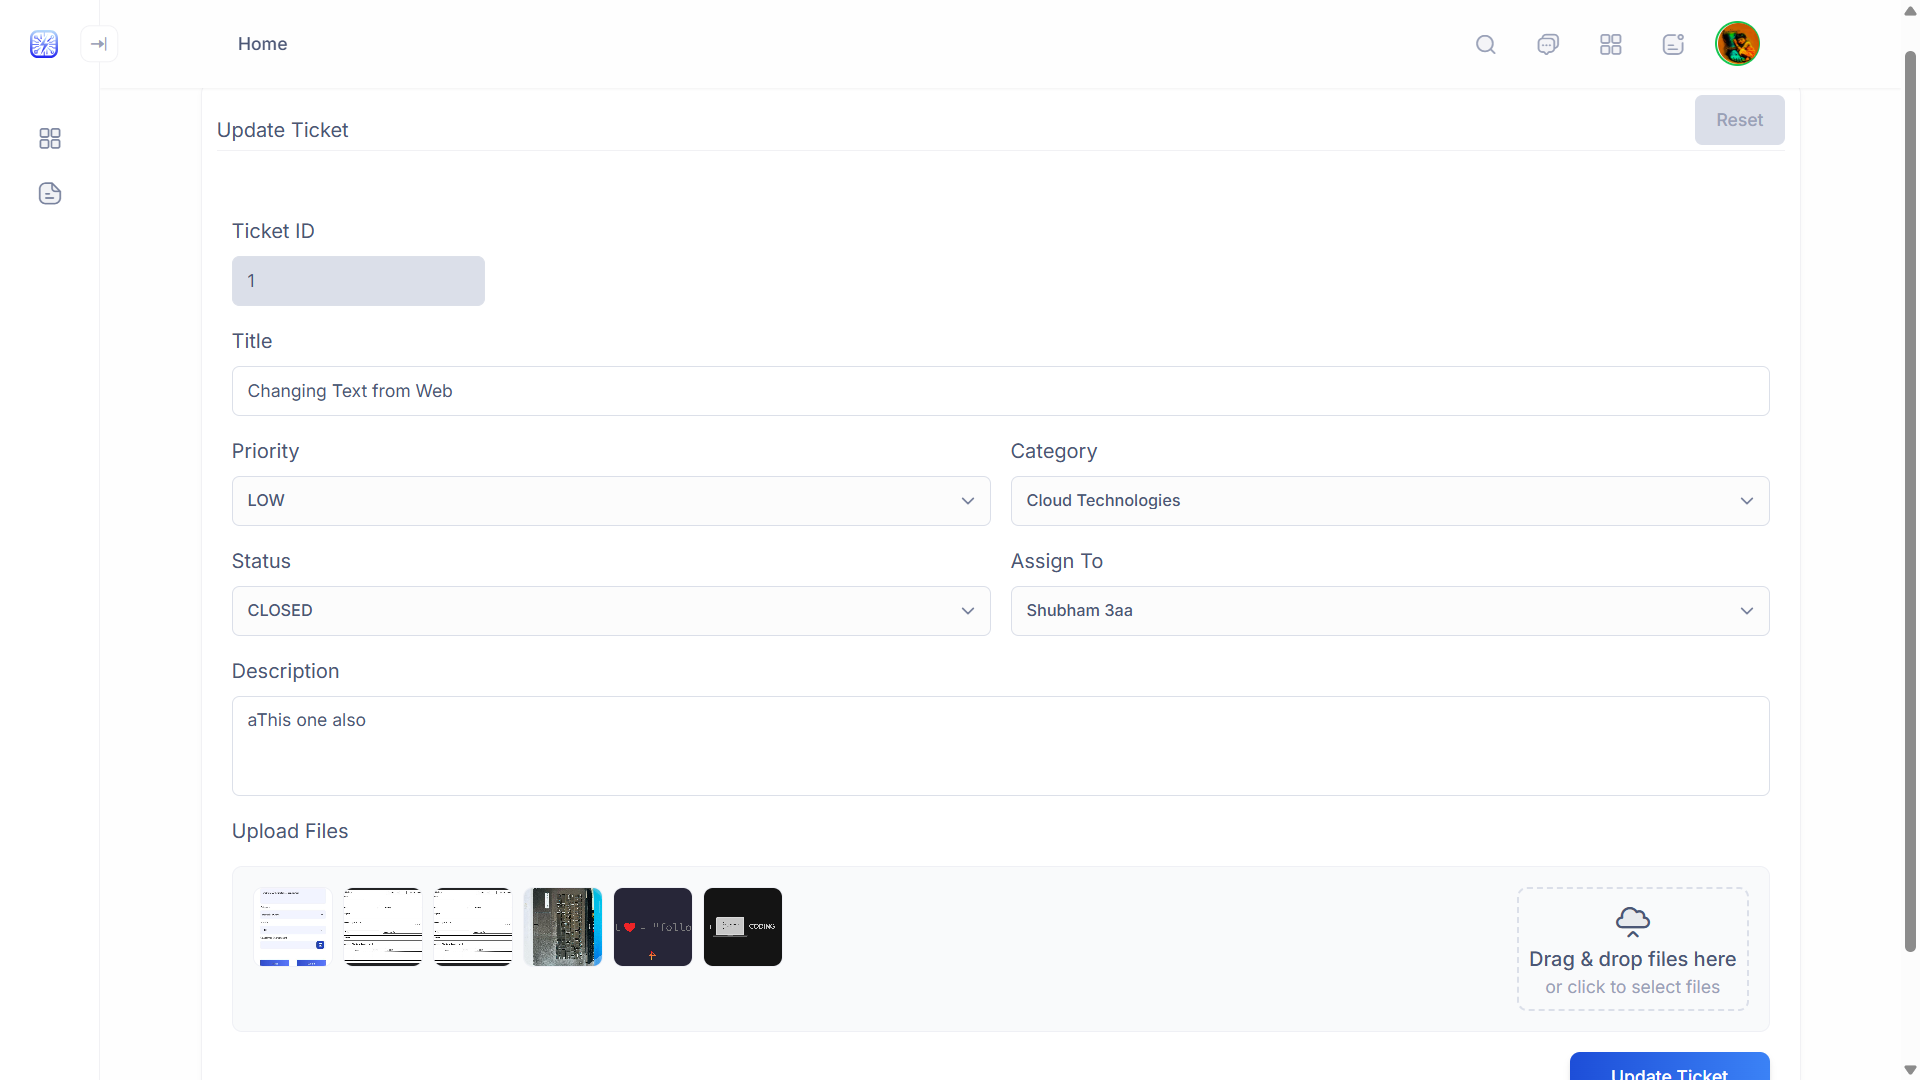 Home
Update Ticket
Reset
Ticket ID
1
Title
Changing Text from Web
Priority
Category
LOW
Cloud Technologies
Status
Assign To
CLOSED
Shubham 3aa
Description
aThis one also
Upload Files
"follo
CODING
Drag & drop files here
or click to select files
Update Ticket